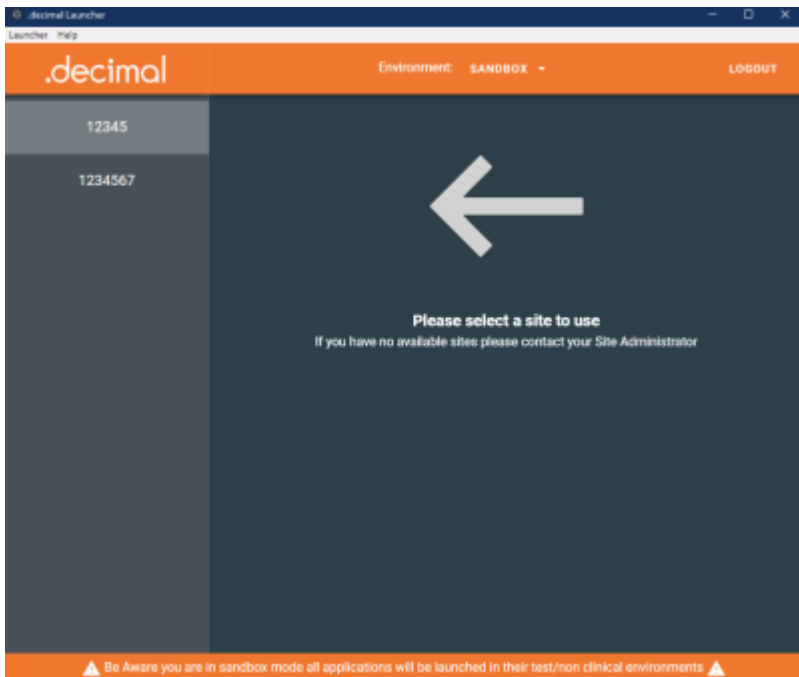 .decimal Launcher
Launcher Help
.decimal
Environment: SANDBOX
LOGOUT
12345
1234567
Please select a site to use
If you have no available sites please contact your Site Administrator
Be Aware you are in sandbox mode all applications will be launched in their test/non clinical environments